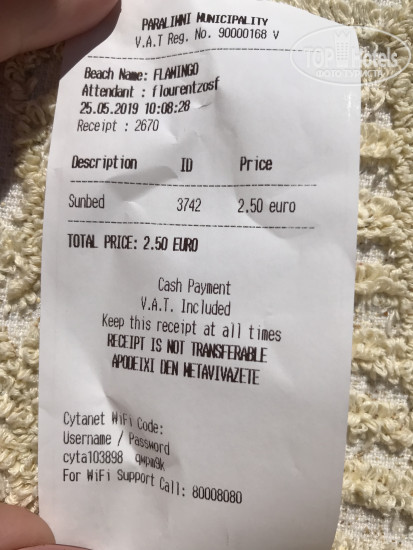 PARALIMNI MUNICIPALITY
V.A.T Reg. No. 90000168 V
Beach Name: FLAMINGO
Attendant : flourentzosf
25.05.2019 10:08:28
Receipt : 2670
Description ID Price
Sunbed 3742 2.50 euro
TOTAL PRICE: 2.50 EURO
Cash Payment
V.A.T. Included
Keep this receipt at all times
RECEIPT IS NOT TRANSFERABLE
APODEIXI DEN METAVIVAZETE
Cytanet WiFi Code:
Username / Password
cyta103898 qwpm9k
For WiFi Support Call: 80008080
TopHotels
ФОТО ТУРИСТОВ